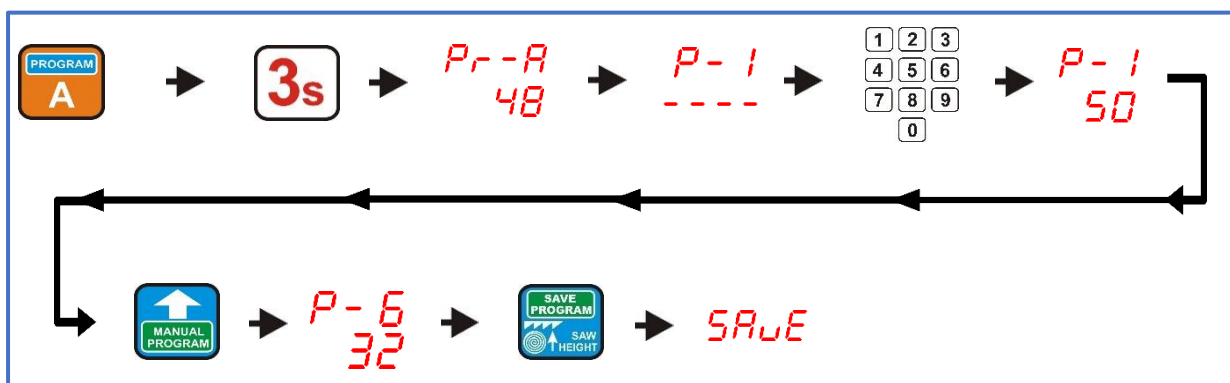 PROGRAM
A
3s
Pr--A
48
P-1
----
1 2 3
4 5 6
7 8 9
0
P-1
50
MANUAL
PROGRAM
P-6
32
SAVE
PROGRAM
SAW
HEIGHT
SAvE